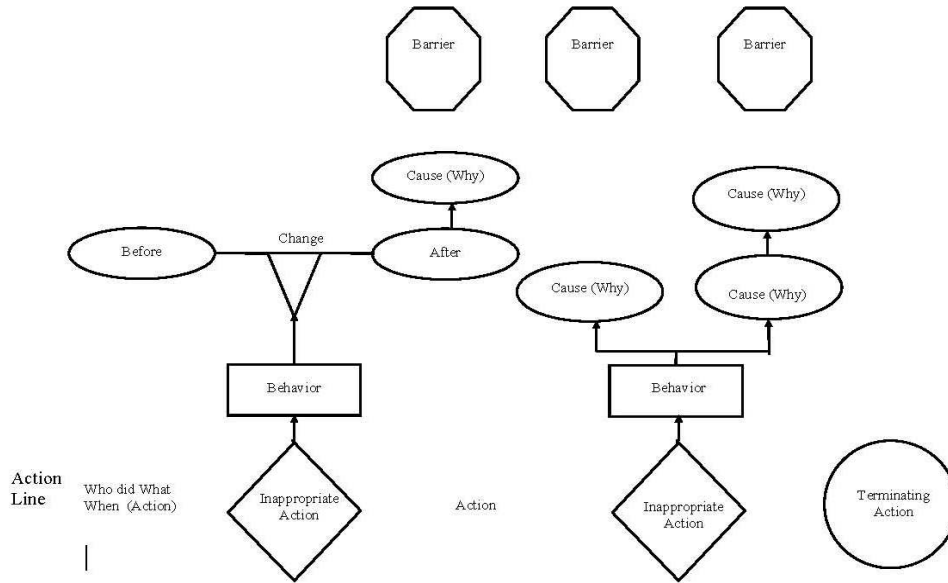 Barrier
Barrier
Barrier
Cause (Why)
Cause (Why)
Before
Change
After
Cause (Why)
Cause (Why)
Behavior
Behavior
Action
Line
Who did What
When (Action)
Inappropriate
Action
Action
Inappropriate
Action
Terminating
Action